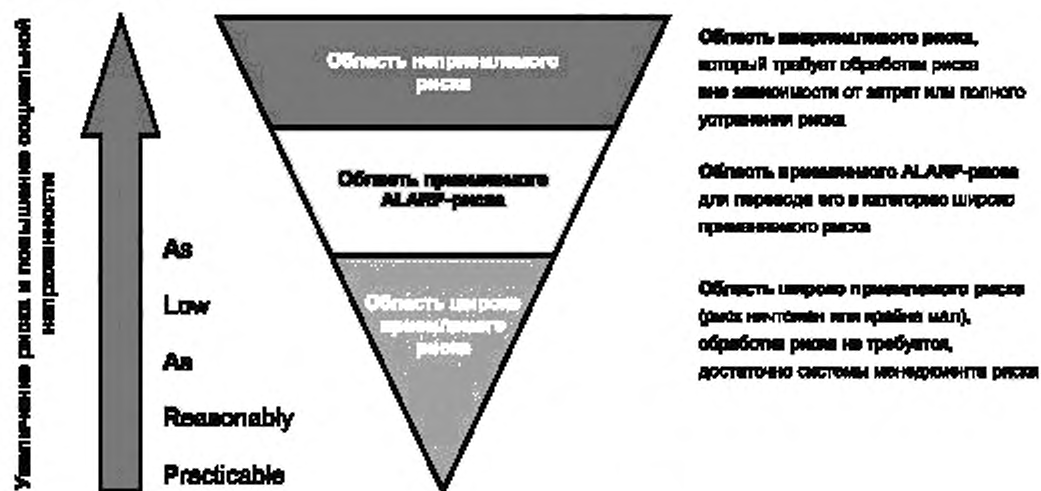 Увеличение риска и повышение социальной
напряженности
As
Low
As
Reasonably
Practicable
Область неприемлемого
риска
Область приемлемого
ALARP-риска
Область широко
приемлемого
риска
Область неприемлемого риска,
который требует обработки риска
вне зависимости от затрат или полного
устранения риска
Область приемлемого ALARP-риска
для перевода его в категорию широко
применяемого риска
Область широко приемлемого риска
(риск ничтожен или крайне мал),
обработка риска не требуется,
достаточно системы менеджмента риска